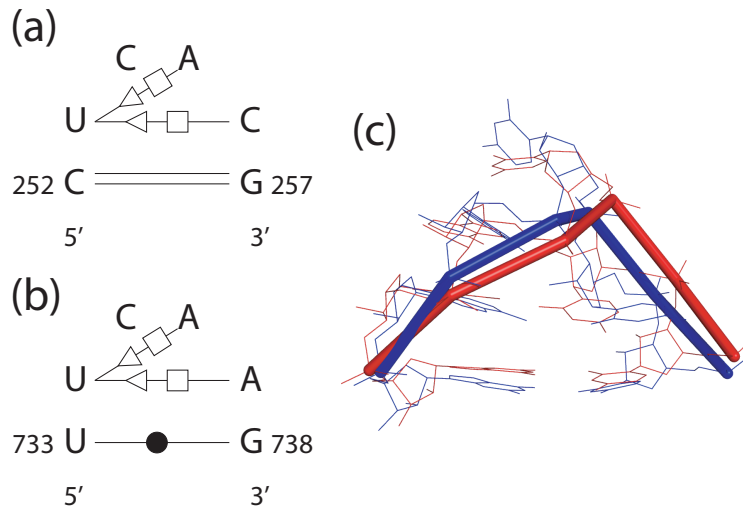 (a)
C A
U C
252 C G 257
5′ 3′
(b)
C A
U A
733 U G 738
5′ 3′
(c)